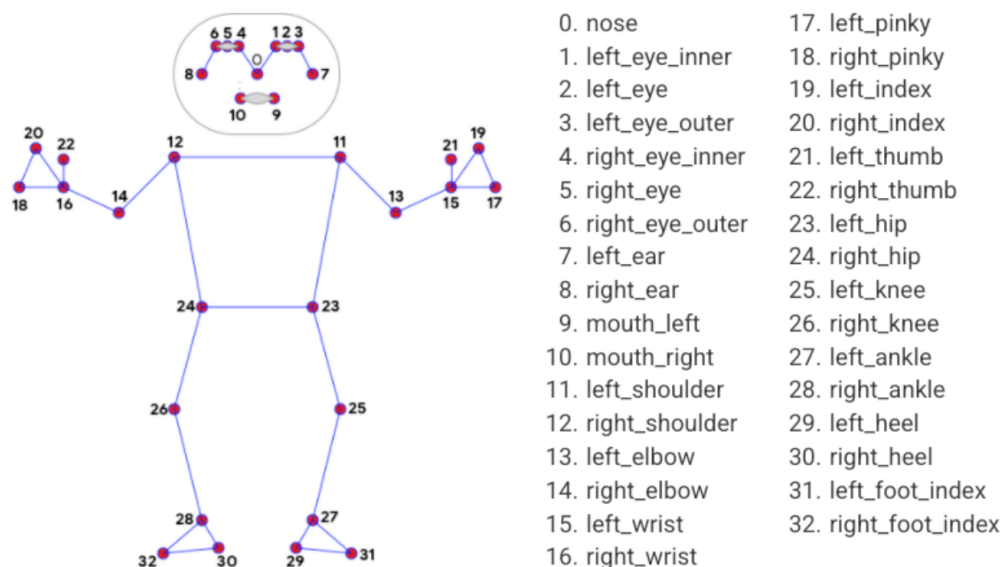 6 5 4 1 2 3
0
8 7
10 9
20 22 12 11 21 19
14 13
18 16 15 17
24 23
26 25
28 27
32 30 29 31
0. nose
1. left_eye_inner
2. left_eye
3. left_eye_outer
4. right_eye_inner
5. right_eye
6. right_eye_outer
7. left_ear
8. right_ear
9. mouth_left
10. mouth_right
11. left_shoulder
12. right_shoulder
13. left_elbow
14. right_elbow
15. left_wrist
16. right_wrist
17. left_pinky
18. right_pinky
19. left_index
20. right_index
21. left_thumb
22. right_thumb
23. left_hip
24. right_hip
25. left_knee
26. right_knee
27. left_ankle
28. right_ankle
29. left_heel
30. right_heel
31. left_foot_index
32. right_foot_index